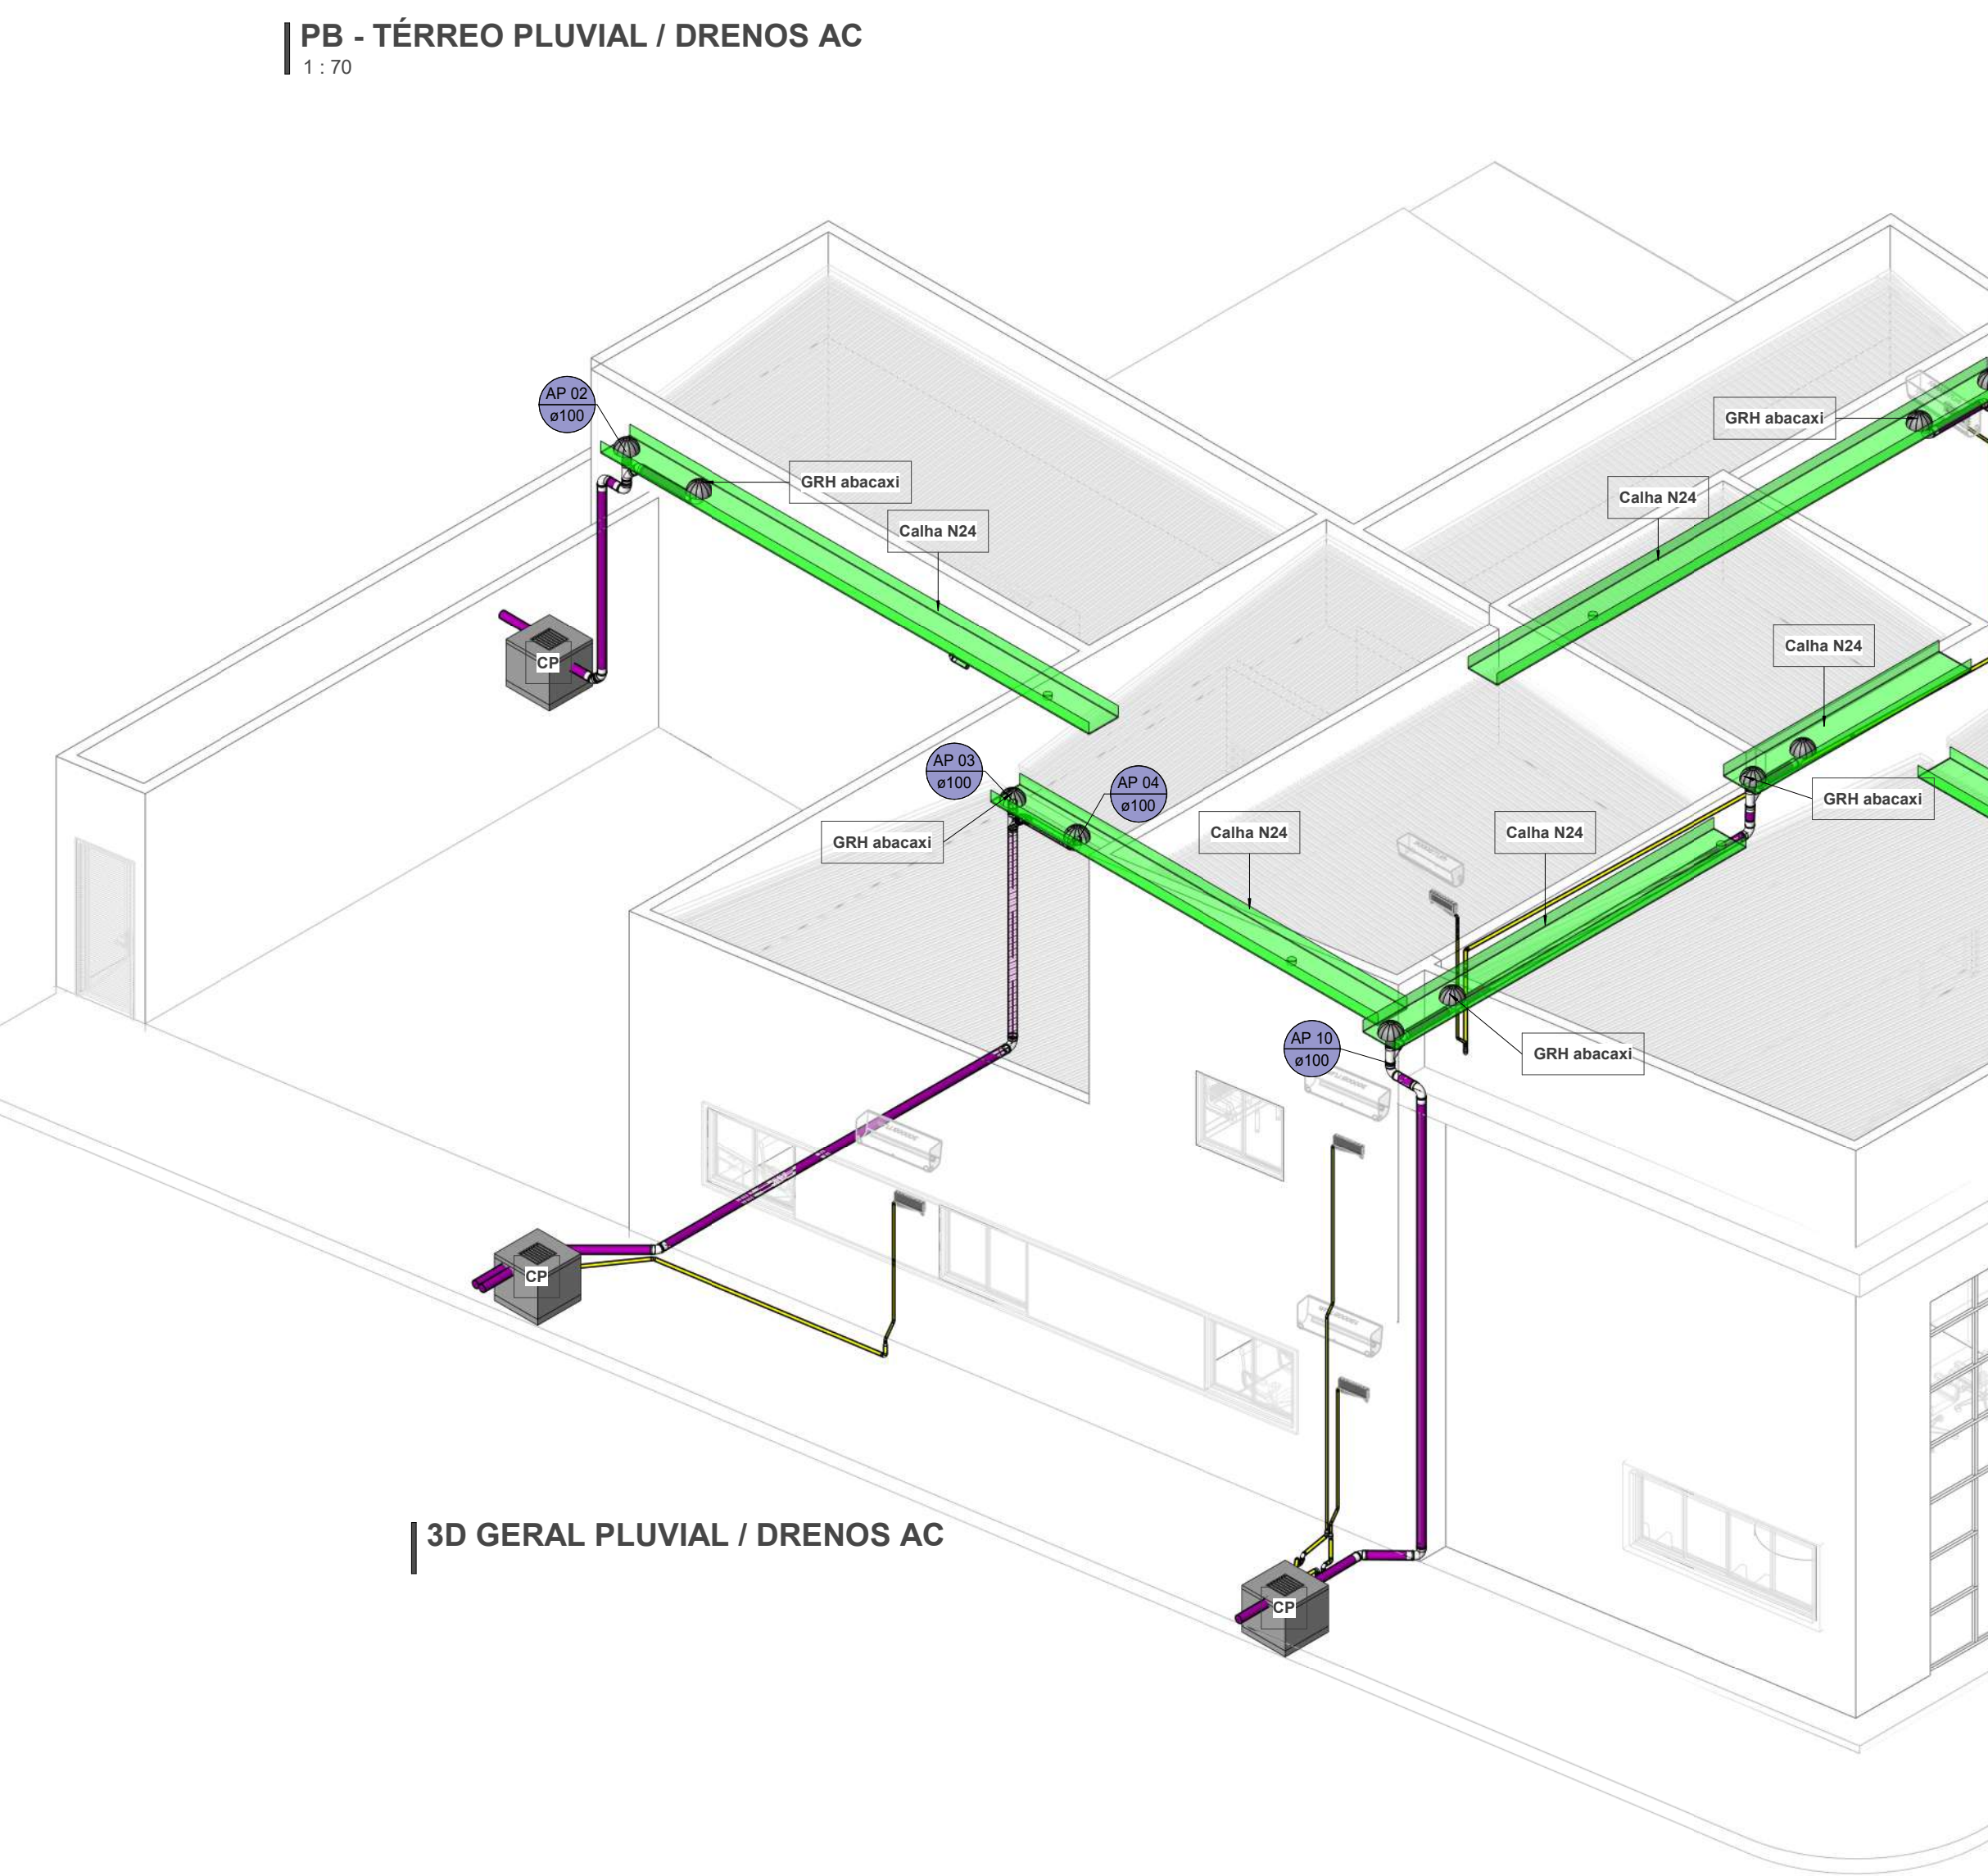 PB - TÉRREO PLUVIAL / DRENOS AC
1 : 70
AP 02
ø100
GRH abacaxi
GRH abacaxi
Calha N24
Calha N24
CP
Calha N24
AP 03
ø100
AP 04
ø100
GRH abacaxi
GRH abacaxi
Calha N24
Calha N24
AP 10
ø100
GRH abacaxi
CP
3D GERAL PLUVIAL / DRENOS AC
CP